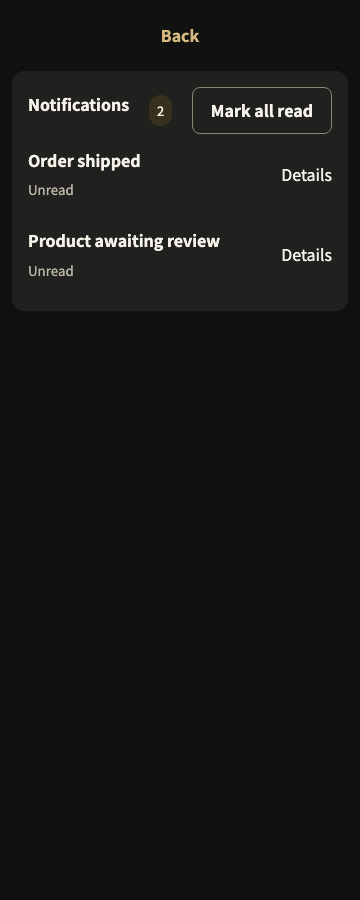 Back
Notifications 2 Mark all read
Order shipped
Unread
Details
Product awaiting review
Unread
Details